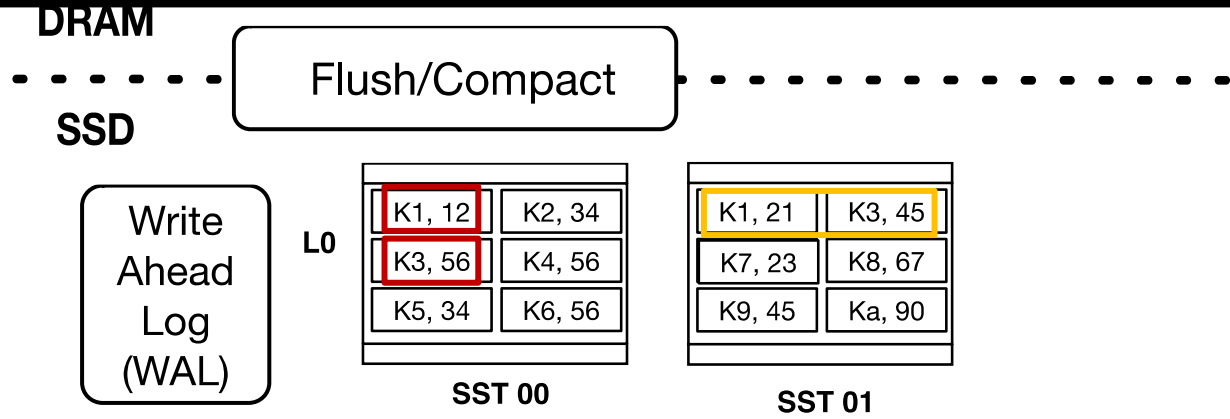 DRAM
Flush/Compact
SSD
Write
Ahead
Log
(WAL)
L0
K1, 12 K2, 34
K3, 56 K4, 56
K5, 34 K6, 56
SST 00
K1, 21 K3, 45
K7, 23 K8, 67
K9, 45 Ka, 90
SST 01